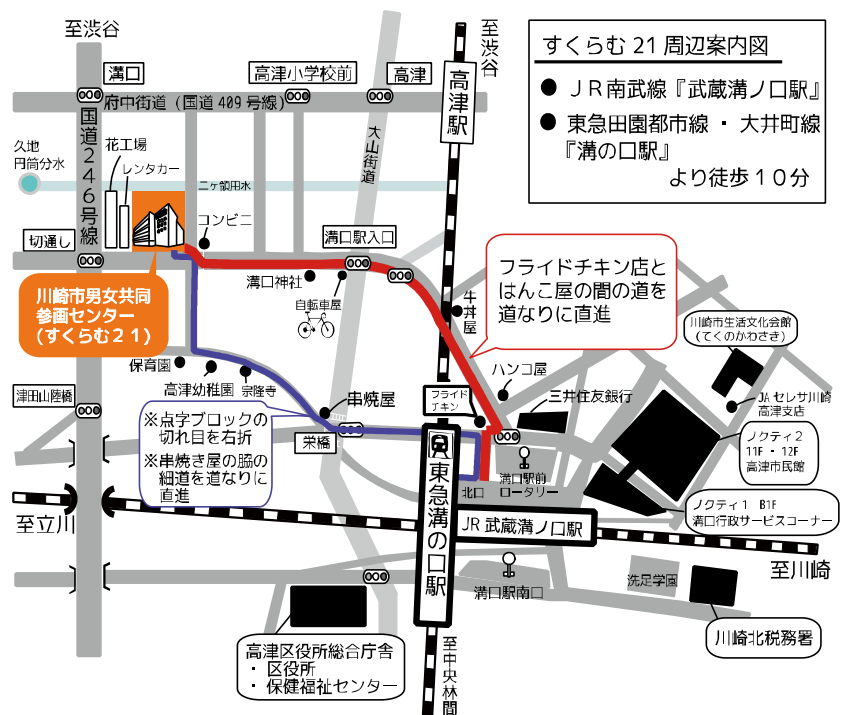 至渋谷
溝口
高津小学校前
高津
至渋谷
高津駅
すくらむ21周辺案内図
● JR南武線『武蔵溝ノ口駅』
● 東急田園都市線・大井町線
『溝の口駅』
より徒歩10分
府中街道(国道409号線)
国道246号線
大山街道
久地
円筒分水
花工場
レンタカー
二ヶ領用水
コンビニ
切通し
溝口駅入口
溝口神社
自転車屋
川崎市男女共同
参画センター
(すくらむ21)
フライドチキン店と
はんこ屋の間の道を
道なりに直進
牛丼屋
川崎市生活文化会館
(てくのかわさき)
保育園
高津幼稚園
宗隆寺
ハンコ屋
津田山陸橋
串焼屋
フライド
チキン
三井住友銀行
JAセレサ川崎
高津支店
※点字ブロックの
切れ目を右折
※串焼き屋の脇の
細道を道なりに
直進
栄橋
ノクティ2
11F・12F
高津市民館
溝口駅前
ロータリー
北口
ノクティ1 B1F
溝口行政サービスコーナー
至立川
東急溝の口駅
JR武蔵溝ノ口駅
至川崎
溝口駅南口
洗足学園
川崎北税務署
高津区役所総合庁舎
・区役所
・保健福祉センター
至中央林間